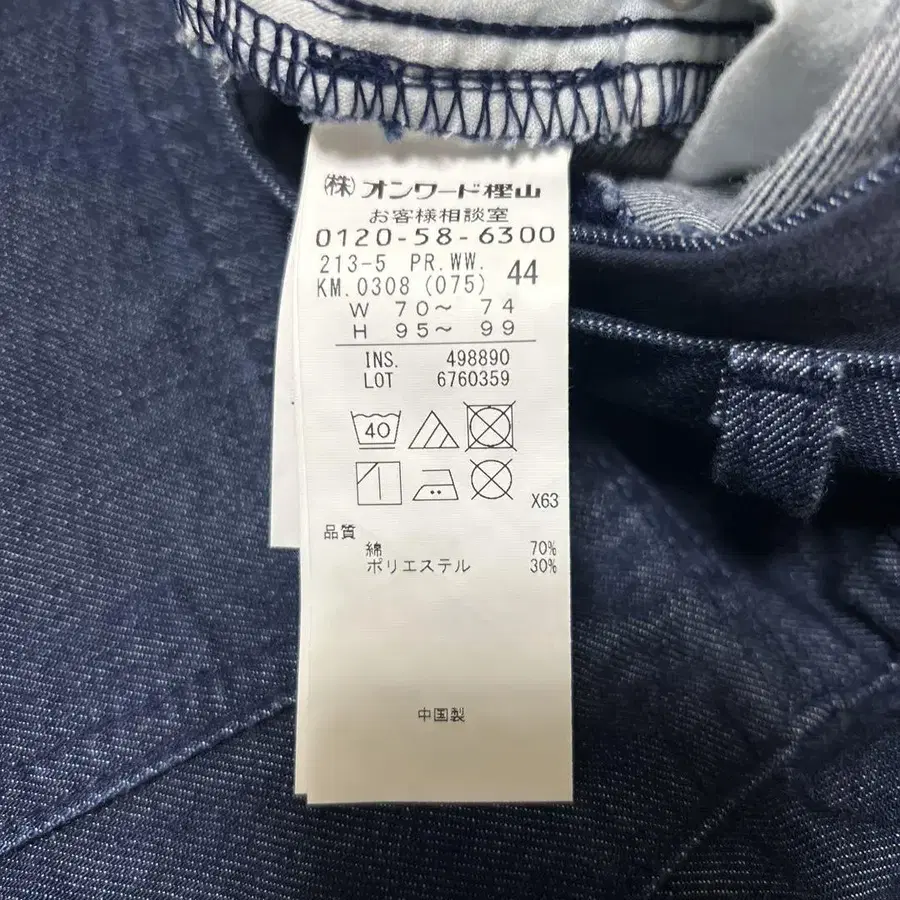 ㈱オンワード樫山
お客様相談室
0120-58-6300
213-5 PR.WW. 44
KM.0308 (075)
W 70～ 74
H 95～ 99
INS. 498890
LOT 6760359
40
X63
品質
綿 70%
ポリエステル 30%
中国製